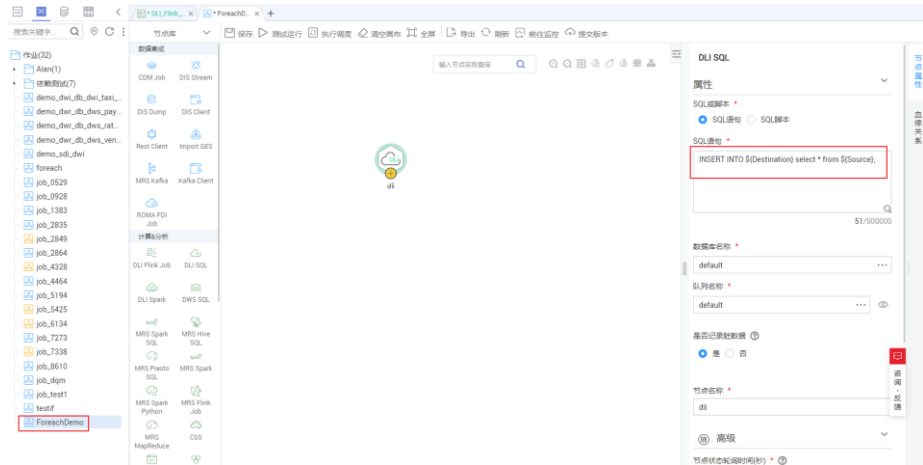 *DLI_Flink_... × *ForeachD... × +
搜索关键字...
节点库
保存 测试运行 执行调度 清空画布 全屏 导出 刷新 前往监控 提交版本
作业(32)
Alan(1)
依赖测试(7)
demo_dwi_db_dwi_taxi_...
demo_dwr_db_dws_pay...
demo_dwr_db_dws_rat...
demo_dwr_db_dws_ven...
demo_sdi_dwi
foreach
job_0529
job_0928
job_1383
job_2835
job_2849
job_2864
job_4328
job_4464
job_5194
job_5425
job_6134
job_7273
job_7338
job_8610
job_dqm
job_test1
testif
ForeachDemo
数据集成
CDM Job DIS Stream
DIS Dump DIS Client
Rest Client Import GES
MRS Kafka Kafka Client
ROMA FDI
Job
计算&分析
DLI Flink Job DLI SQL
DLI Spark DWS SQL
MRS Spark MRS Hive
SQL SQL
MRS Presto MRS Spark
SQL
MRS Spark MRS Flink
Python Job
MRS CSS
MapReduce
输入节点名称查询
DLI
dli
DLI SQL
属性
SQL或脚本 *
SQL语句 SQL脚本
SQL语句 *
INSERT INTO ${Destination} select * from ${Source};
51/500000
数据库名称 *
default ...
队列名称 *
default ...
是否记录脏数据
是 否
节点名称 *
dli
高级
节点状态轮询时间(秒) *
节点属性
血缘关系
咨询·反馈